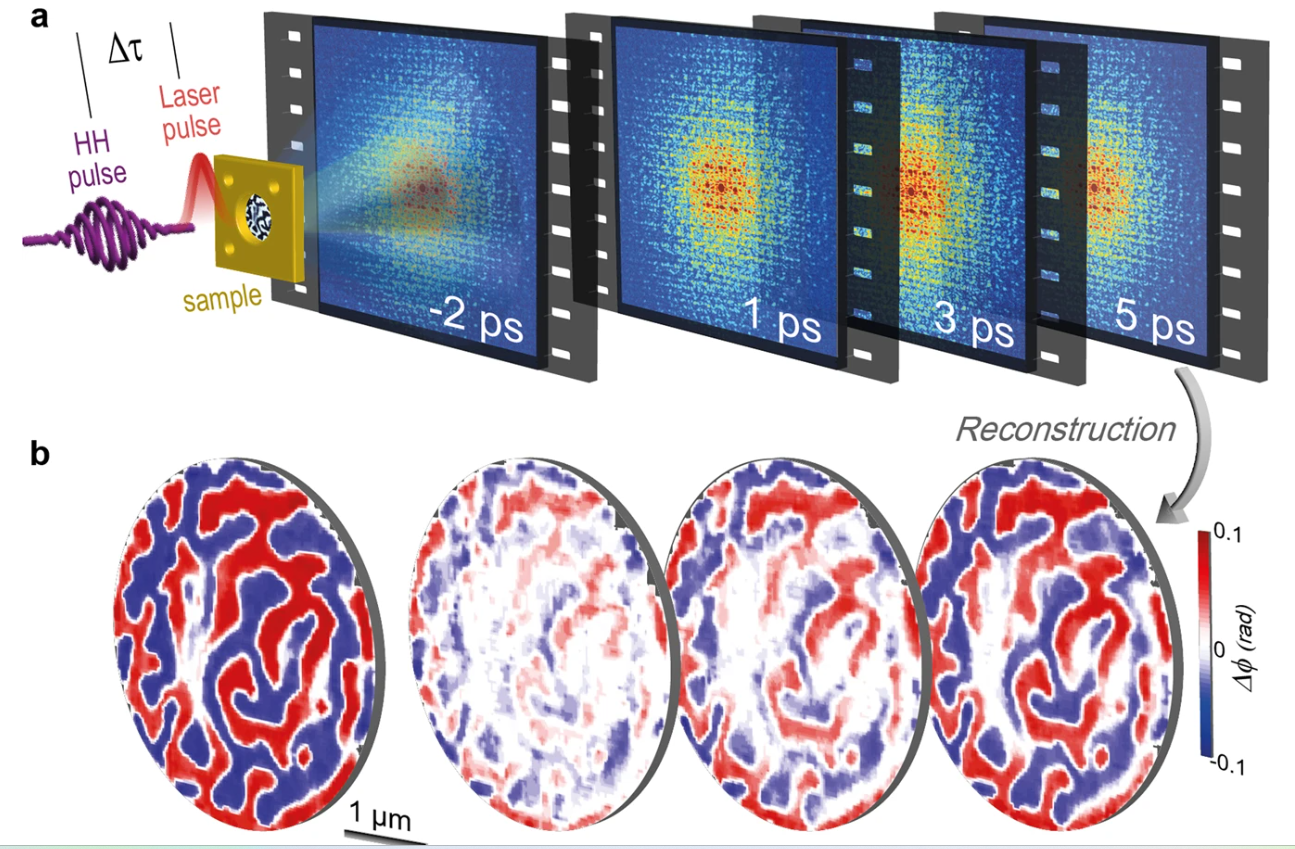 a
Δτ
Laser
pulse
HH
pulse
sample
-2 ps
1 ps
3 ps
5 ps
Reconstruction
b
0.1
0
-0.1
Δϕ (rad)
1 µm